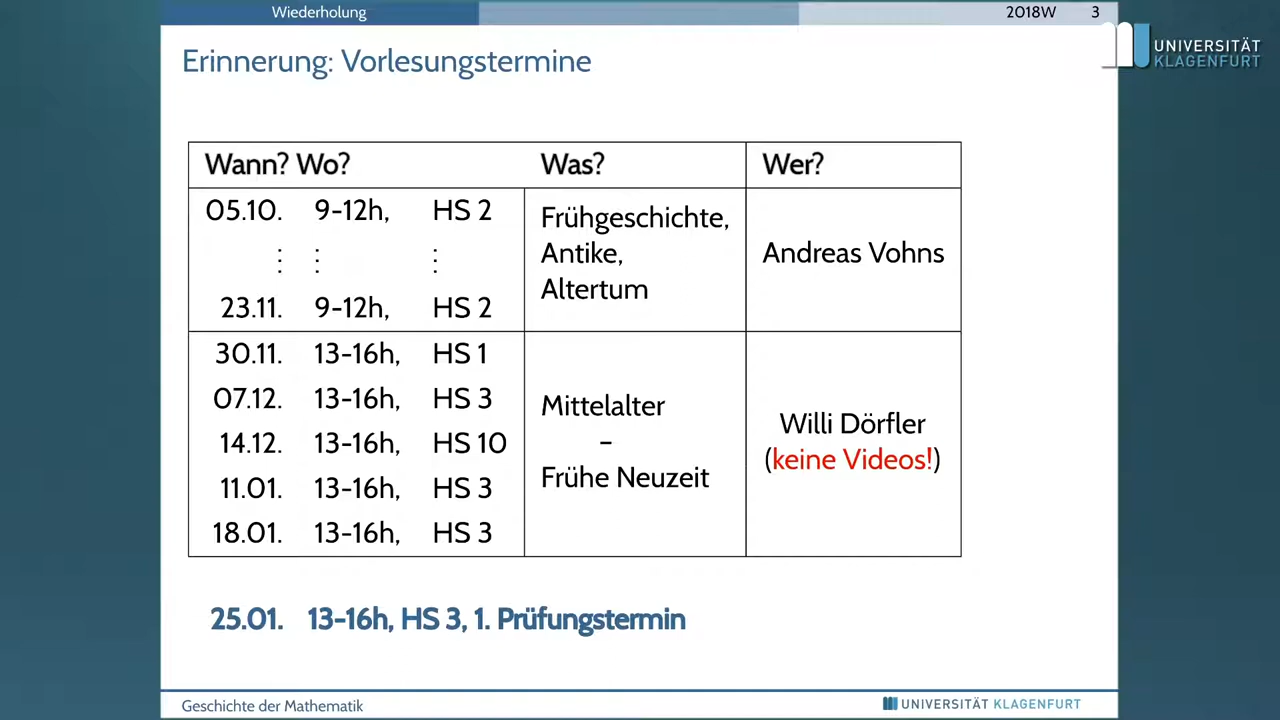 Wiederholung 2018W 3
UNIVERSITÄT
KLAGENFURT
Erinnerung: Vorlesungstermine
Wann? Wo? Was? Wer?
05.10. 9-12h, HS 2
⋮ ⋮ ⋮
23.11. 9-12h, HS 2
Frühgeschichte,
Antike,
Altertum
Andreas Vohns
30.11. 13-16h, HS 1
07.12. 13-16h, HS 3
14.12. 13-16h, HS 10
11.01. 13-16h, HS 3
18.01. 13-16h, HS 3
Mittelalter
–
Frühe Neuzeit
Willi Dörfler
(keine Videos!)
25.01. 13-16h, HS 3, 1. Prüfungstermin
Geschichte der Mathematik UNIVERSITÄT KLAGENFURT